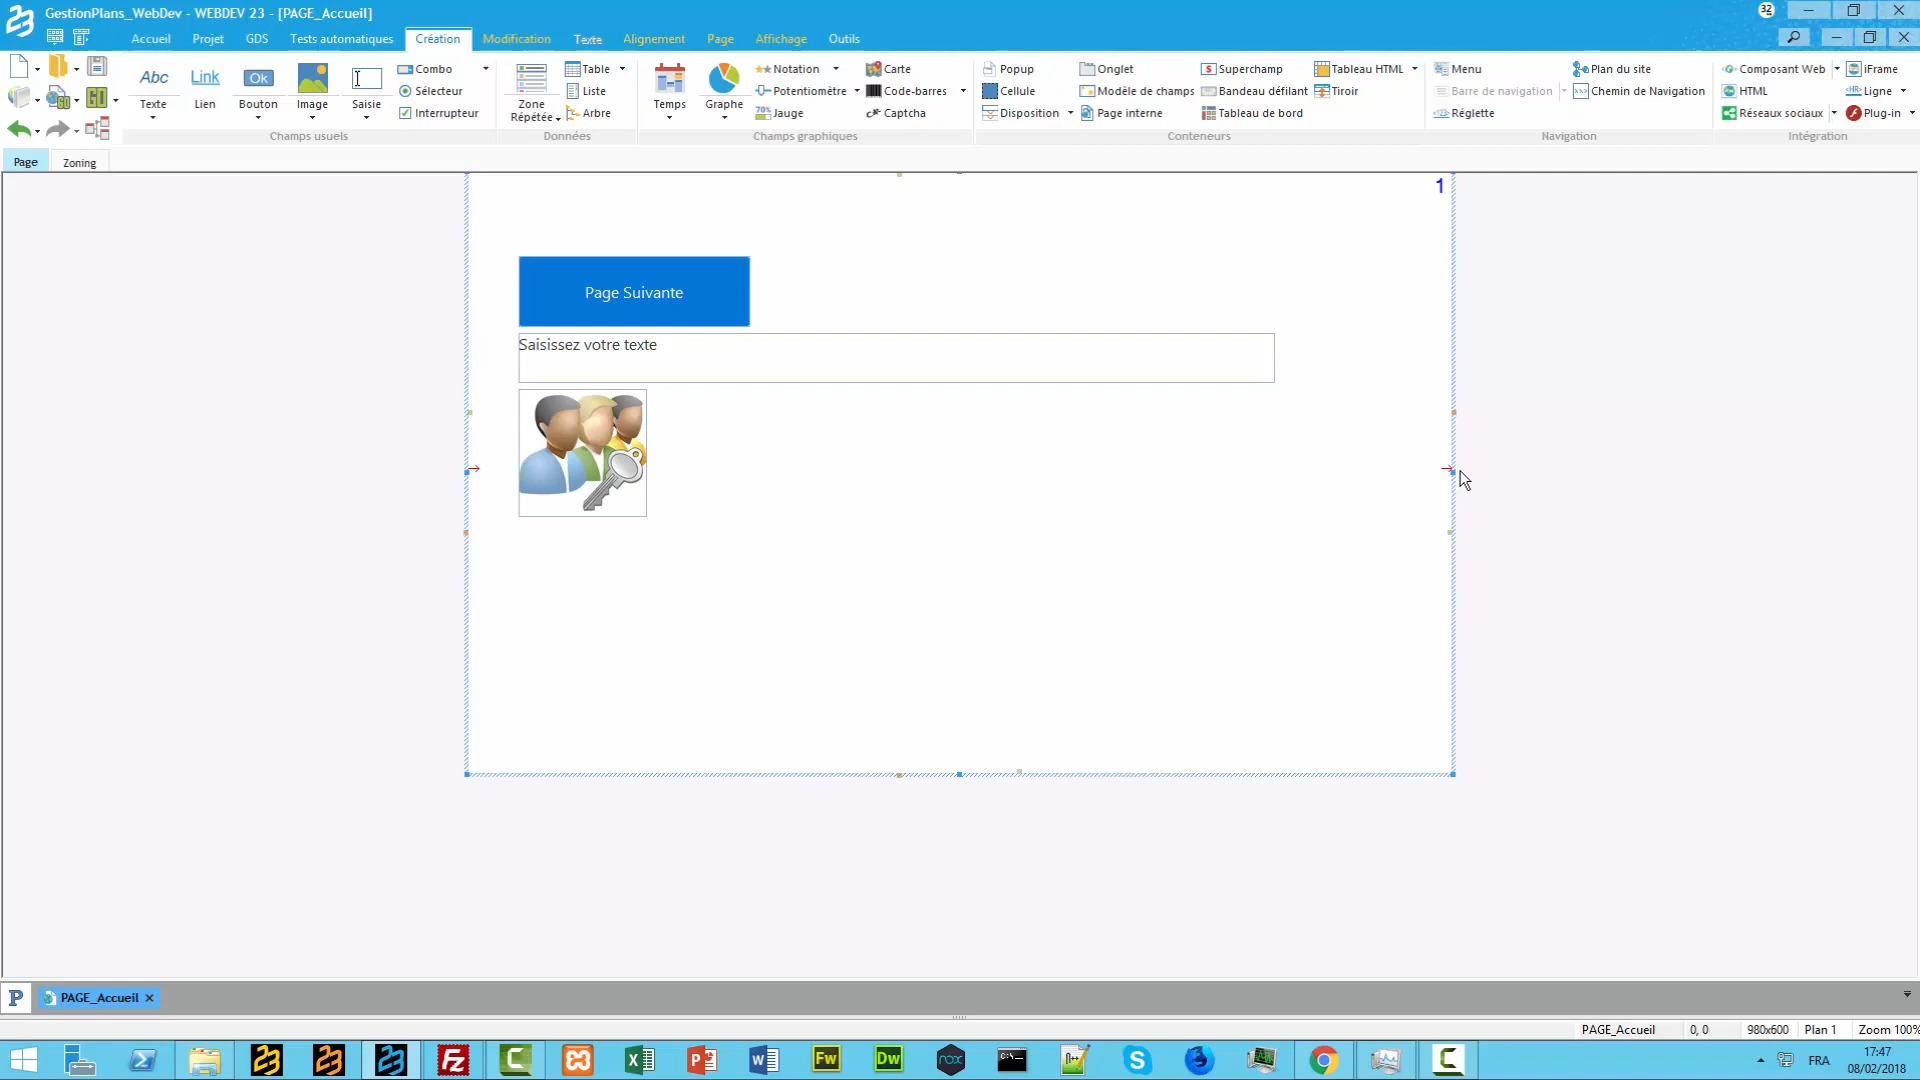 GestionPlans_WebDev - WEBDEV 23 - [PAGE_Accueil]
32
Accueil Projet GDS Tests automatiques Création Modification Texte Alignement Page Affichage Outils
Abc Texte
Link Lien
Ok Bouton
Image
Saisie
Combo
Sélecteur
Interrupteur
Champs usuels
Zone Répétée
Table
Liste
Arbre
Données
Temps
Graphe
Notation
Potentiomètre
Jauge
Carte
Code-barres
Captcha
Champs graphiques
Popup
Cellule
Disposition
Onglet
Modèle de champs
Page interne
Superchamp
Bandeau défilant
Tableau de bord
Tableau HTML
Tiroir
Conteneurs
Menu
Barre de navigation
Réglette
Plan du site
Chemin de Navigation
Navigation
Composant Web
HTML
Réseaux sociaux
iFrame
Ligne
Plug-in
Intégration
Page Zoning
1
Page Suivante
Saisissez votre texte
P PAGE_Accueil
PAGE_Accueil 0, 0 980x600 Plan 1 Zoom 100%
FRA
17:47
08/02/2018